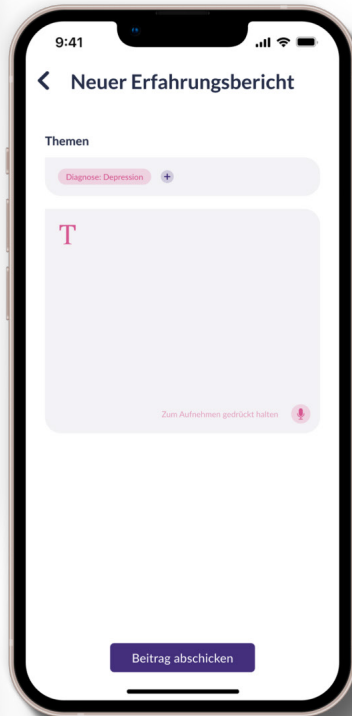 9:41
Neuer Erfahrungsbericht
Themen
Diagnose: Depression +
T
Zum Aufnehmen gedrückt halten
Beitrag abschicken